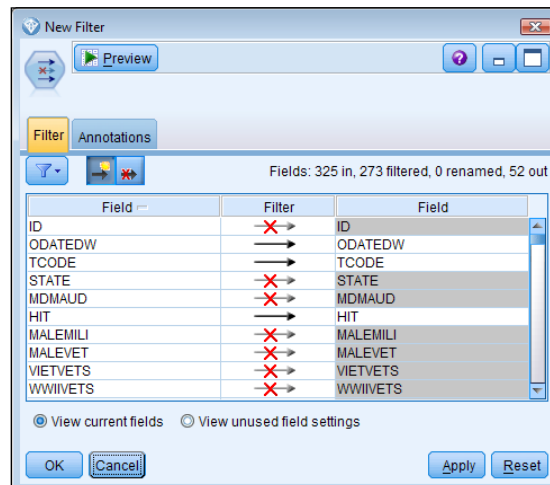 New Filter
Preview
Filter Annotations
Fields: 325 in, 273 filtered, 0 renamed, 52 out
Field Filter Field
ID ID
ODATEDW ODATEDW
TCODE TCODE
STATE STATE
MDMAUD MDMAUD
HIT HIT
MALEMILI MALEMILI
MALEVET MALEVET
VIETVETS VIETVETS
WWIIVETS WWIIVETS
View current fields View unused field settings
OK Cancel Apply Reset